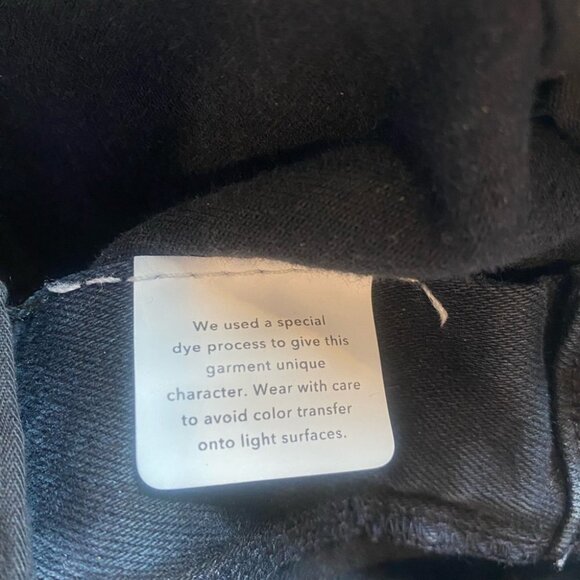 We used a special
dye process to give this
garment unique
character. Wear with care
to avoid color transfer
onto light surfaces.